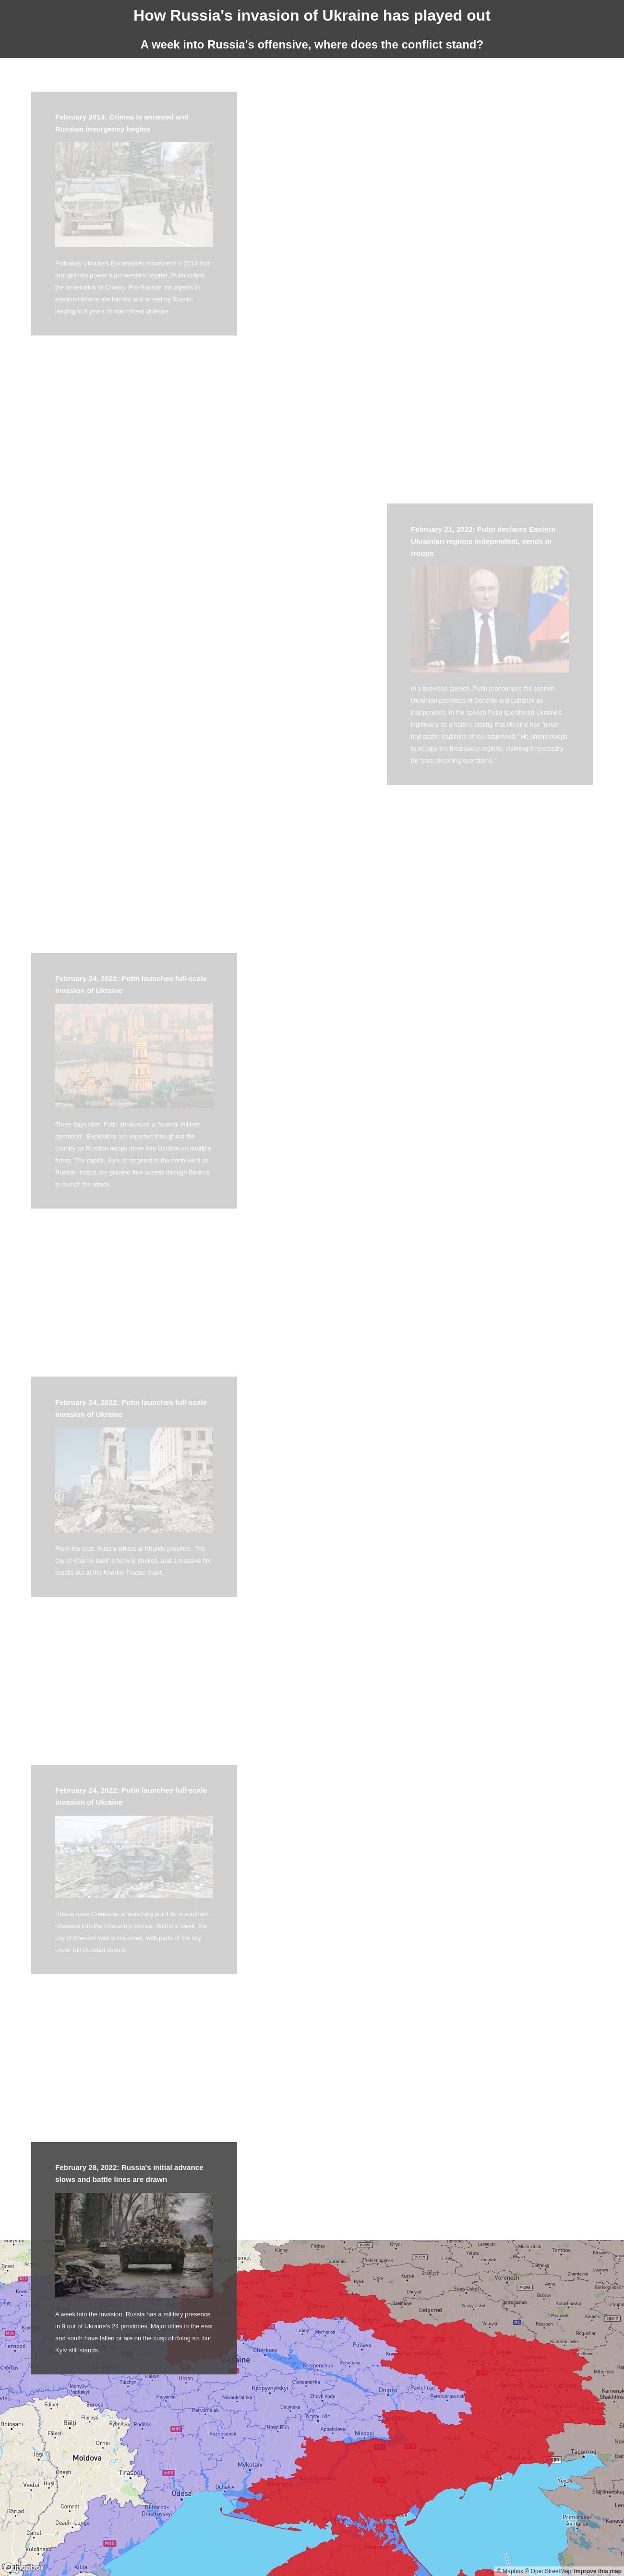 How Russia's invasion of Ukraine has played out
A week into Russia's offensive, where does the conflict stand?
February 2014: Crimea is annexed and
Russian insurgency begins
Following Ukraine's Euromaiden movement in 2014 that
brought into power a pro-western regime, Putin orders
the annexation of Crimea. Pro-Russian insurgents in
eastern Ukraine are funded and armed by Russia,
leading to 8 years of intermittent violence.
February 21, 2022: Putin declares Eastern
Ukrainian regions independent, sends in
troops
In a televised speech, Putin pronounces the eastern
Ukrainian provinces of Donetsk and Luhansk as
independent. In the speech Putin questioned Ukraine's
legitimacy as a nation, stating that Ukraine has "never
had stable traditions of real statehood." He orders troops
to occupy the breakaway regions, claiming it necessary
for "peacekeeping operations."
February 24, 2022: Putin launches full-scale
invasion of Ukraine
Three days later, Putin announces a "special military
operation". Explosions are reported throughout the
country as Russian troops move into Ukraine on multiple
fronts. The capital, Kyiv, is targeted to the north-west as
Russian troops are granted free access through Belarus
to launch the attack.
February 24, 2022: Putin launches full-scale
invasion of Ukraine
From the east, Russia strikes at Kharkiv province. The
city of Kharkiv itself is heavily shelled, and a massive fire
breaks out at the Kharkiv Tractor Plant.
February 24, 2022: Putin launches full-scale
invasion of Ukraine
Russia uses Crimea as a launching point for a southern
offensive into the Kherson province. Within a week, the
city of Kherson was surrounded, with parts of the city
under full Russian control.
February 28, 2022: Russia's initial advance
slows and battle lines are drawn
A week into the invasion, Russia has a military presence
in 9 out of Ukraine's 24 provinces. Major cities in the east
and south have fallen or are on the cusp of doing so, but
Kyiv still stands.
Brest
Kursk
Voronezh
Tambov
Belgorod
Ternopil
Cherkasy
Poltava
Uman
Kropyvnytskyi
Dnipro
Pavlohrad
Kryvyi Rih
Nikopol
Bălți
Iași
Moldova
Tiraspol
Mykolaiv
Odesa
Taganrog
© Mapbox © OpenStreetMap Improve this map